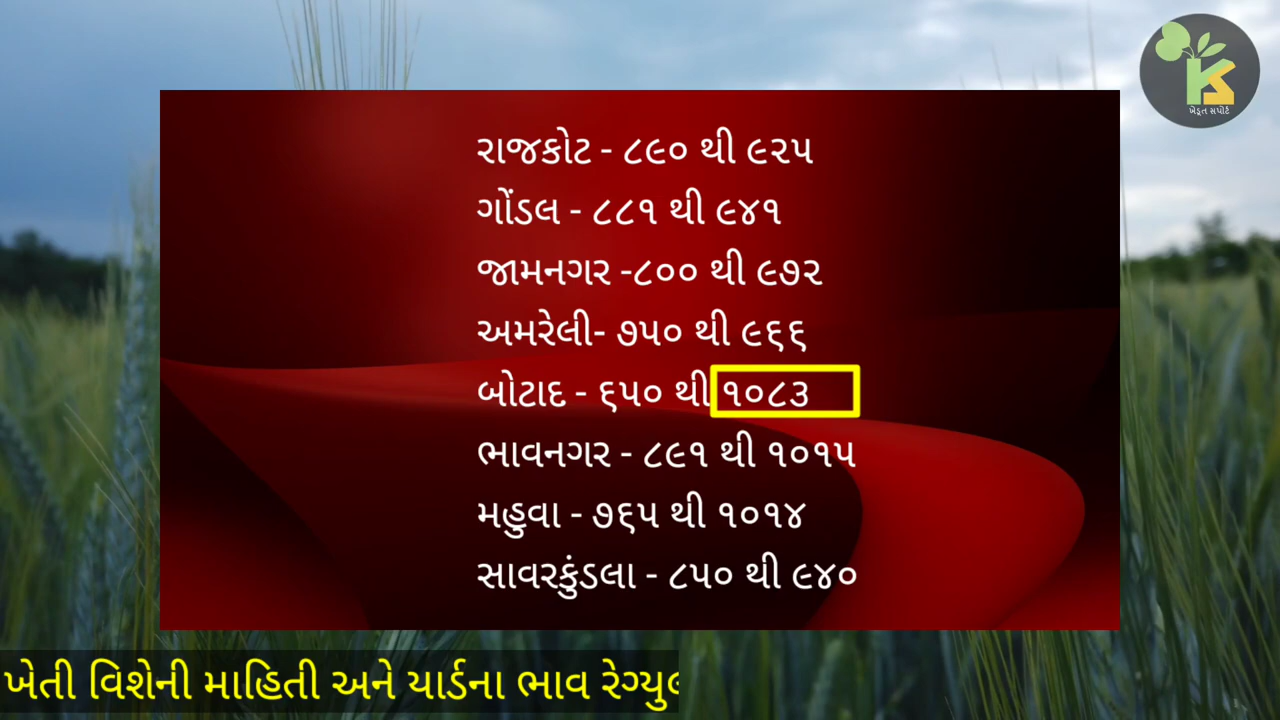 ખેડૂત સપોર્ટ
રાજકોટ - ૮૯૦ થી ૯૨૫
ગોંડલ - ૮૮૧ થી ૯૪૧
જામનગર -૮૦૦ થી ૯૭૨
અમરેલી- ૭૫૦ થી ૯૬૬
બોટાદ - ૬૫૦ થી ૧૦૮૩
ભાવનગર - ૮૯૧ થી ૧૦૧૫
મહુવા - ૭૬૫ થી ૧૦૧૪
સાવરકુંડલા - ૮૫૦ થી ૯૪૦
ખેતી વિશેની માહિતી અને યાર્ડના ભાવ